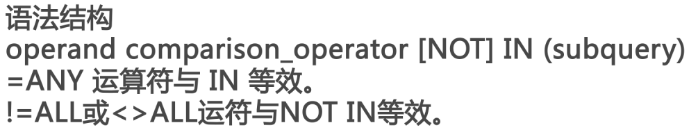 语法结构
operand comparison_operator [NOT] IN (subquery)
=ANY 运算符与 IN 等效。
!=ALL或<>ALL运符与NOT IN等效。